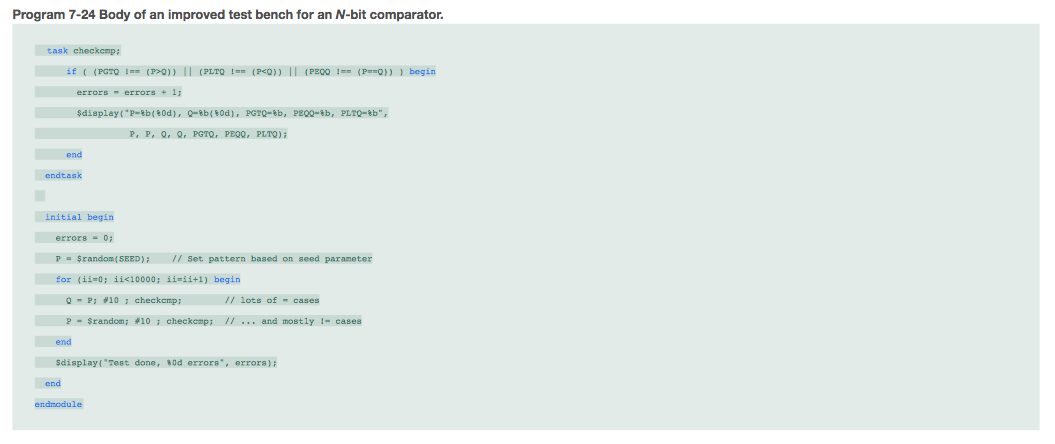 Program 7-24 Body of an improved test bench for an N-bit comparator.
task checkcmp;
if ( (PGTQ !== (P>Q)) || (PLTQ !== (P<Q)) || (PEQQ !== (P==Q)) ) begin
errors = errors + 1;
$display("P=%b(%0d), Q=%b(%0d), PGTQ=%b, PEQQ=%b, PLTQ=%b",
P, P, Q, Q, PGTQ, PEQQ, PLTQ);
end
endtask
initial begin
errors = 0;
P = $random(SEED); // Set pattern based on seed parameter
for (ii=0; ii<10000; ii=ii+1) begin
Q = P; #10 ; checkcmp; // lots of = cases
P = $random; #10 ; checkcmp; // ... and mostly != cases
end
$display("Test done, %0d errors", errors);
end
endmodule